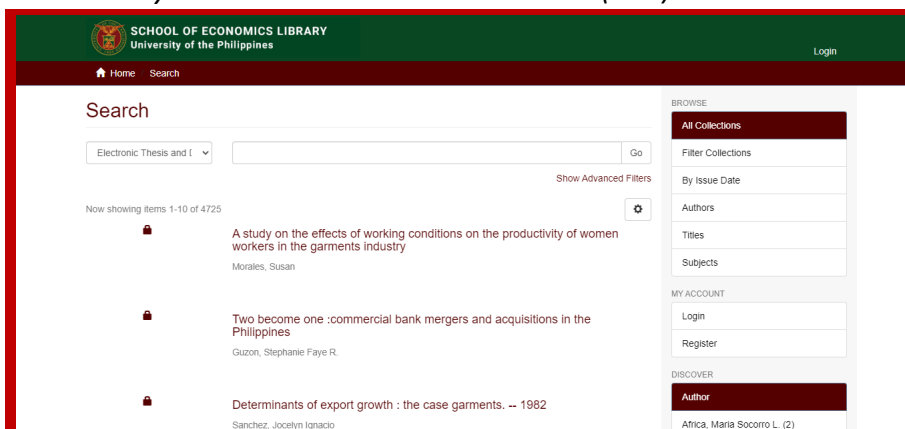 SCHOOL OF ECONOMICS LIBRARY
University of the Philippines
Login
Home Search
Search
Electronic Thesis and
Go
Show Advanced Filters
Now showing items 1-10 of 4725
A study on the effects of working conditions on the productivity of women
workers in the garments industry
Morales, Susan
Two become one :commercial bank mergers and acquisitions in the
Philippines
Guzon, Stephanie Faye R.
Determinants of export growth : the case garments. -- 1982
Sanchez, Jocelyn Ignacio
BROWSE
All Collections
Filter Collections
By Issue Date
Authors
Titles
Subjects
MY ACCOUNT
Login
Register
DISCOVER
Author
Africa, Maria Socorro L. (2)